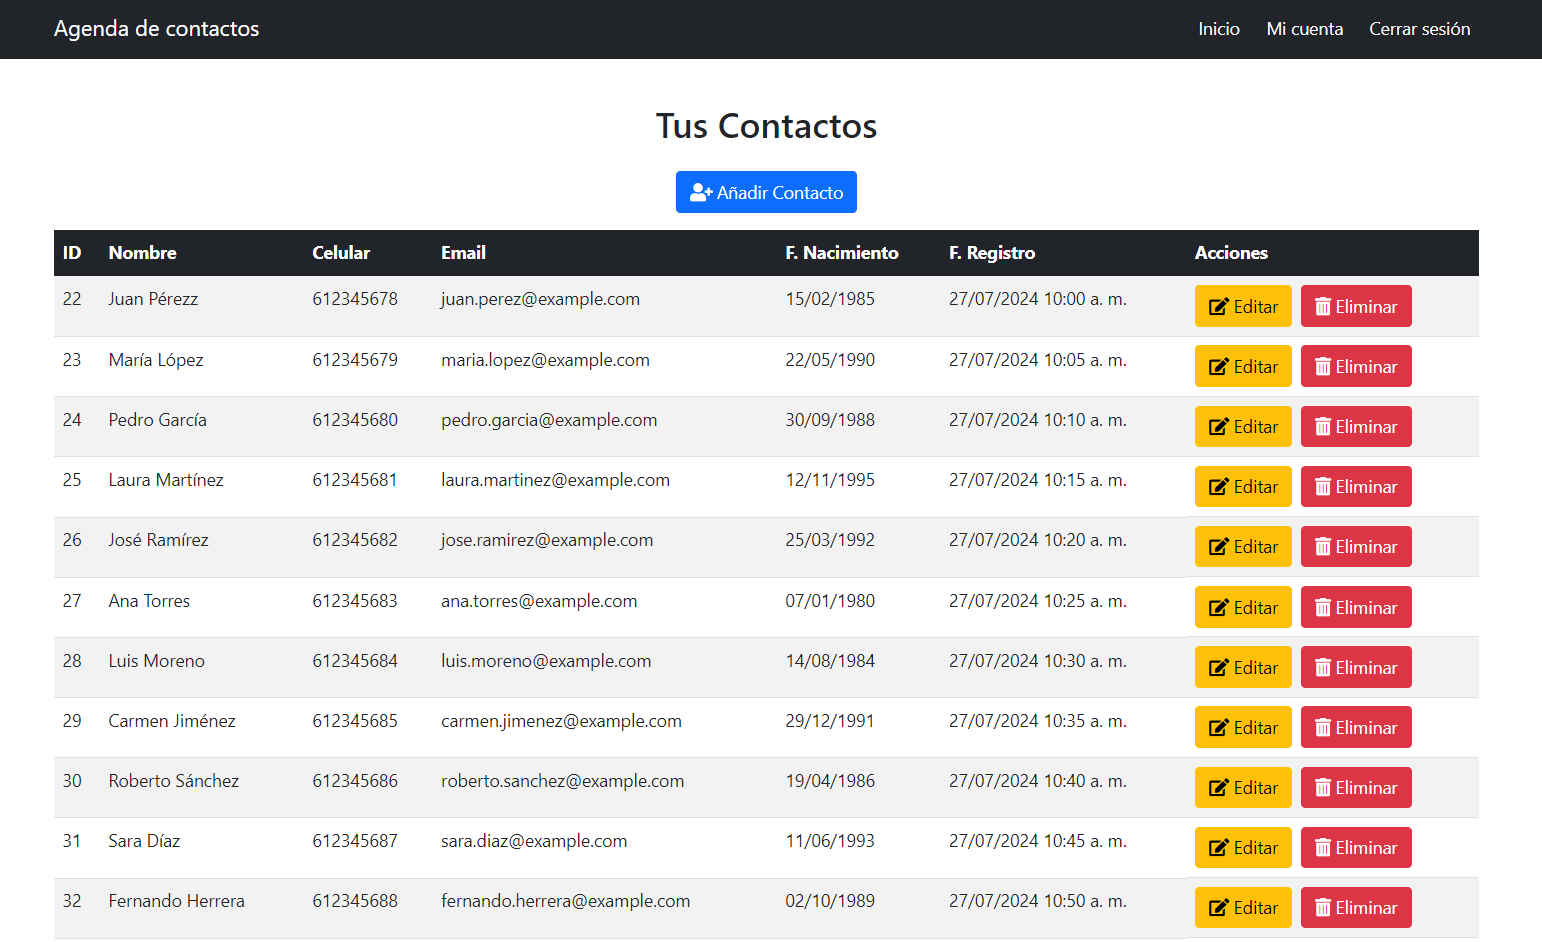 Agenda de contactos Inicio Mi cuenta Cerrar sesión
Tus Contactos
Añadir Contacto
ID Nombre Celular Email F. Nacimiento F. Registro Acciones
22 Juan Pérezz 612345678 juan.perez@example.com 15/02/1985 27/07/2024 10:00 a. m. Editar Eliminar
23 María López 612345679 maria.lopez@example.com 22/05/1990 27/07/2024 10:05 a. m. Editar Eliminar
24 Pedro García 612345680 pedro.garcia@example.com 30/09/1988 27/07/2024 10:10 a. m. Editar Eliminar
25 Laura Martínez 612345681 laura.martinez@example.com 12/11/1995 27/07/2024 10:15 a. m. Editar Eliminar
26 José Ramírez 612345682 jose.ramirez@example.com 25/03/1992 27/07/2024 10:20 a. m. Editar Eliminar
27 Ana Torres 612345683 ana.torres@example.com 07/01/1980 27/07/2024 10:25 a. m. Editar Eliminar
28 Luis Moreno 612345684 luis.moreno@example.com 14/08/1984 27/07/2024 10:30 a. m. Editar Eliminar
29 Carmen Jiménez 612345685 carmen.jimenez@example.com 29/12/1991 27/07/2024 10:35 a. m. Editar Eliminar
30 Roberto Sánchez 612345686 roberto.sanchez@example.com 19/04/1986 27/07/2024 10:40 a. m. Editar Eliminar
31 Sara Díaz 612345687 sara.diaz@example.com 11/06/1993 27/07/2024 10:45 a. m. Editar Eliminar
32 Fernando Herrera 612345688 fernando.herrera@example.com 02/10/1989 27/07/2024 10:50 a. m. Editar Eliminar